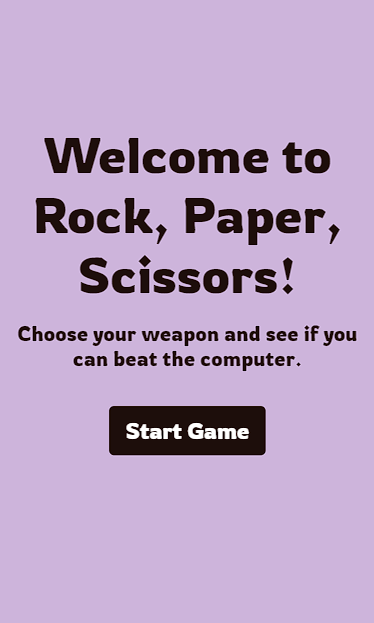 Welcome to
Rock, Paper,
Scissors!
Choose your weapon and see if you
can beat the computer.
Start Game